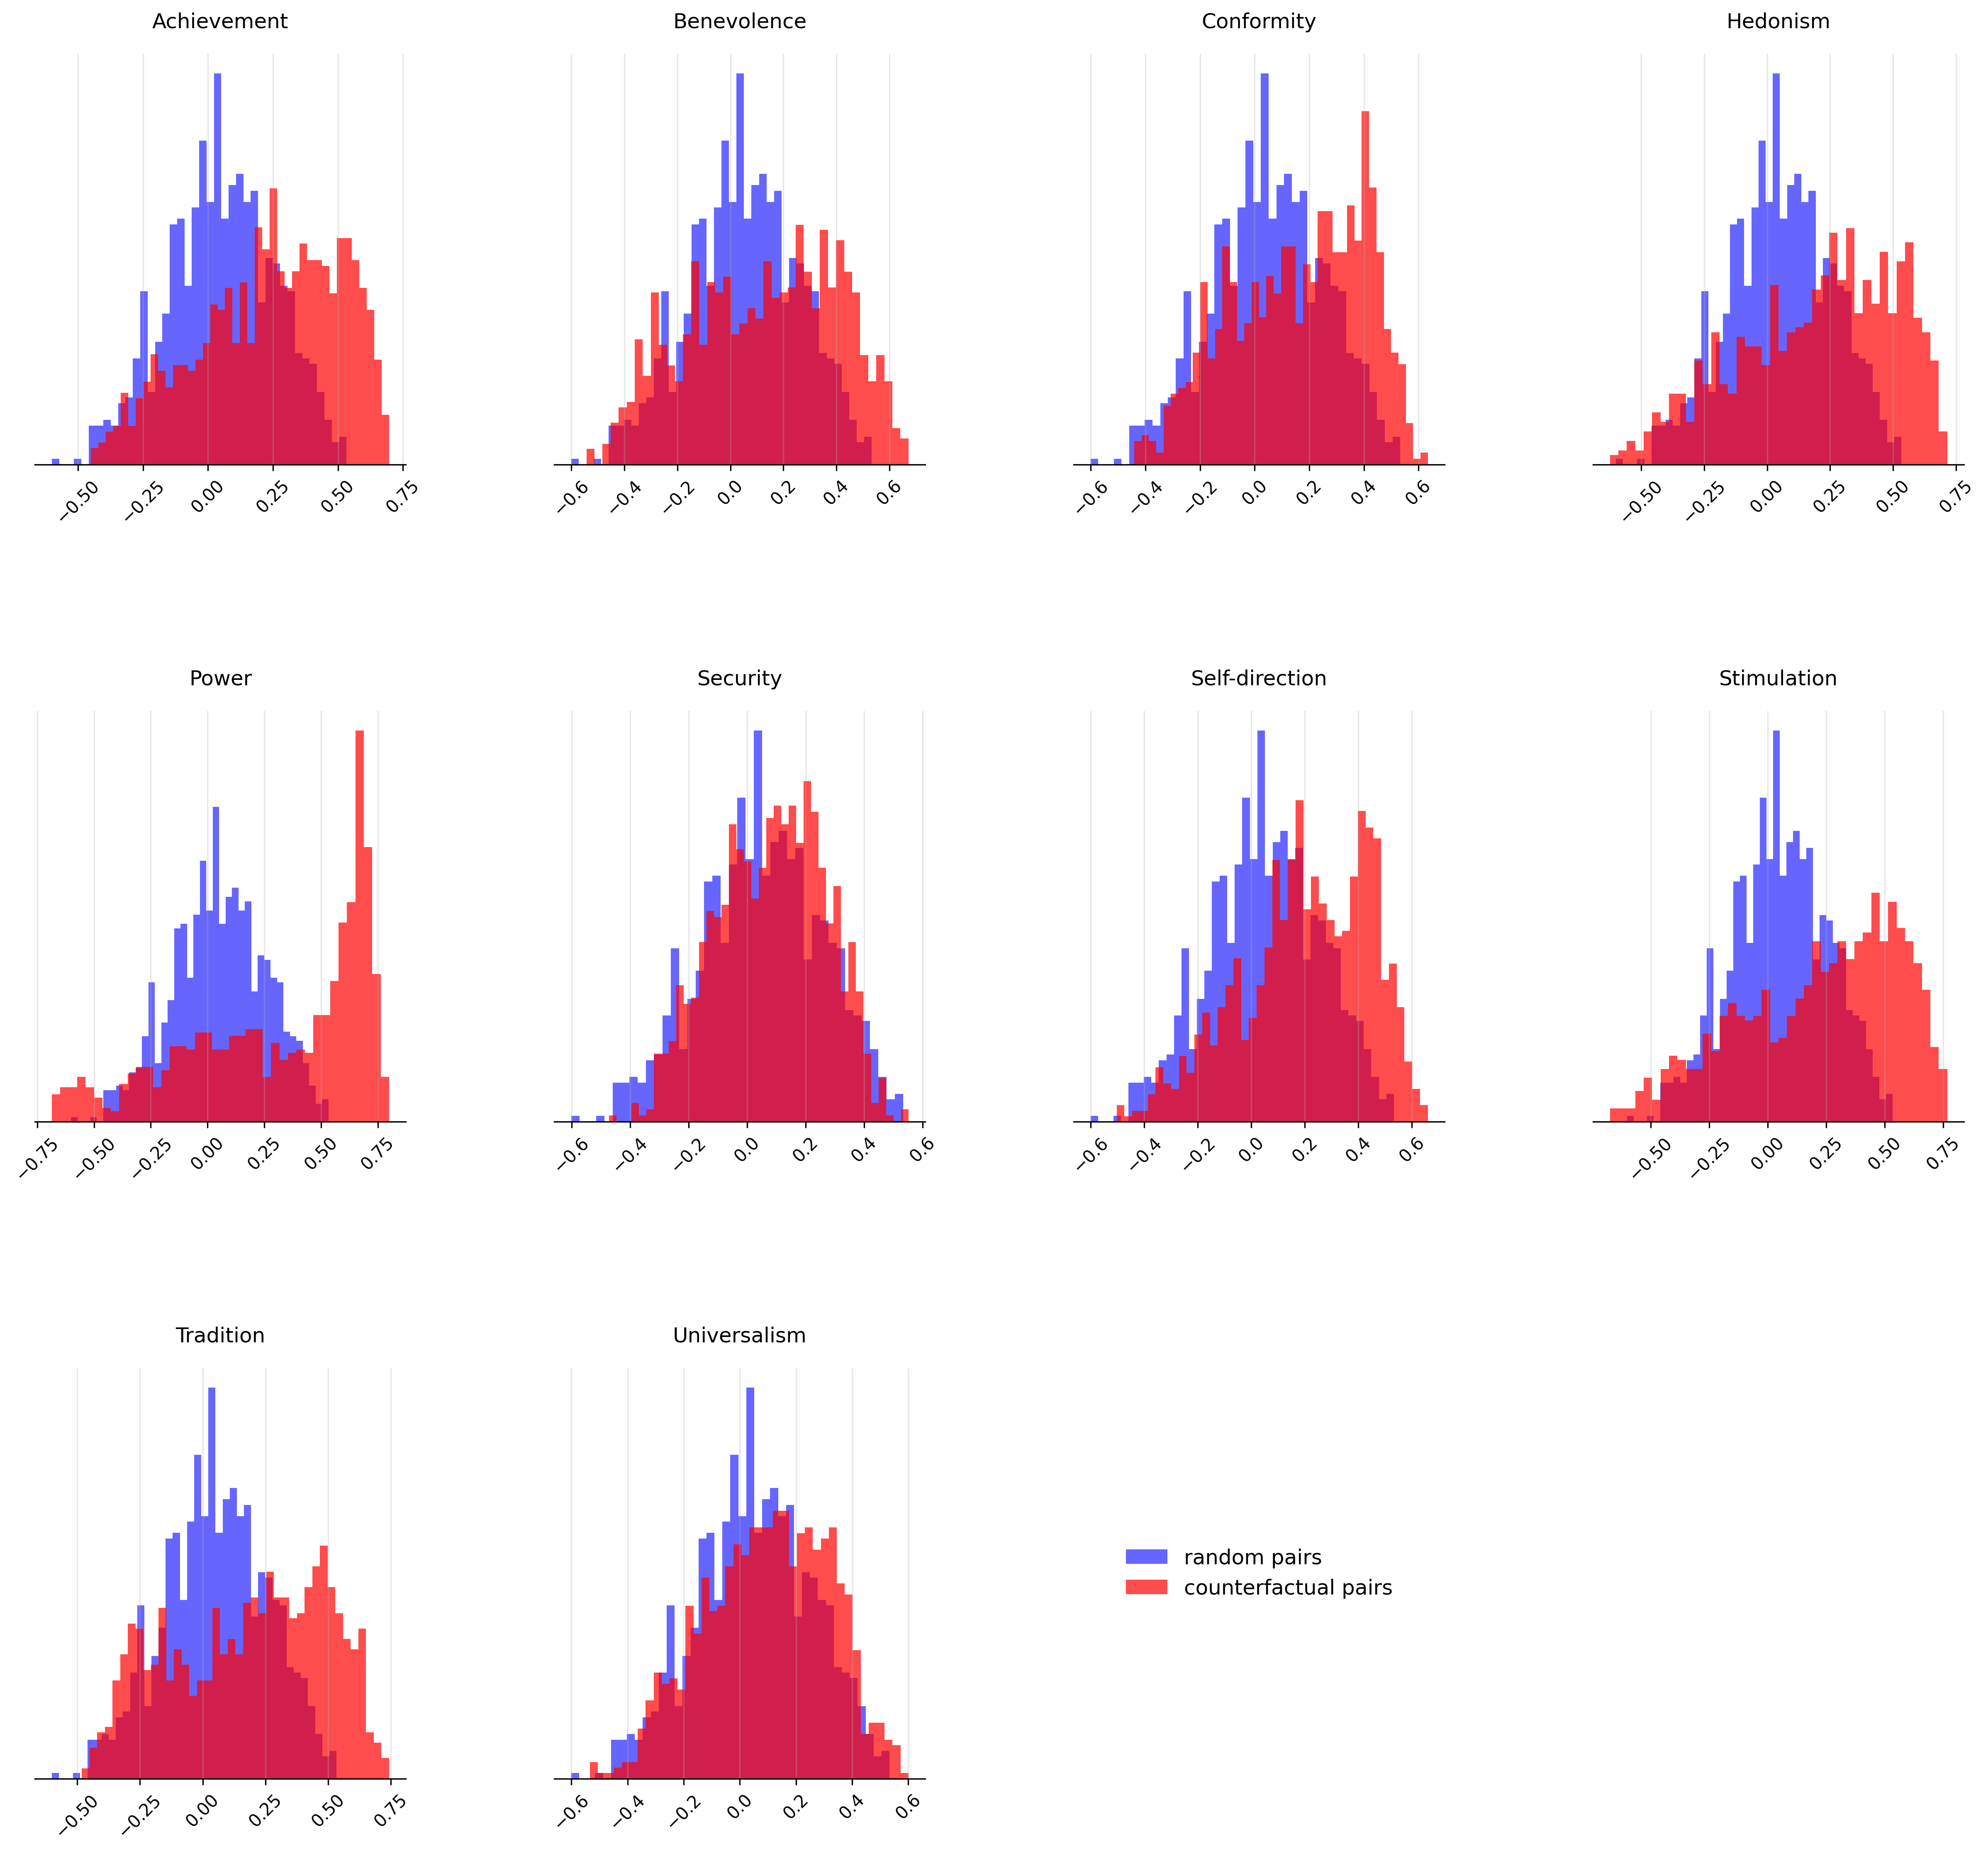 Achievement
Benevolence
Conformity
Hedonism
−0.50 −0.25 0.00 0.25 0.50 0.75
−0.6 −0.4 −0.2 0.0 0.2 0.4 0.6
−0.6 −0.4 −0.2 0.0 0.2 0.4 0.6
−0.50 −0.25 0.00 0.25 0.50 0.75
Power
Security
Self-direction
Stimulation
−0.75 −0.50 −0.25 0.00 0.25 0.50 0.75
−0.6 −0.4 −0.2 0.0 0.2 0.4 0.6
−0.6 −0.4 −0.2 0.0 0.2 0.4 0.6
−0.50 −0.25 0.00 0.25 0.50 0.75
Tradition
Universalism
random pairs
counterfactual pairs
−0.50 −0.25 0.00 0.25 0.50 0.75
−0.6 −0.4 −0.2 0.0 0.2 0.4 0.6